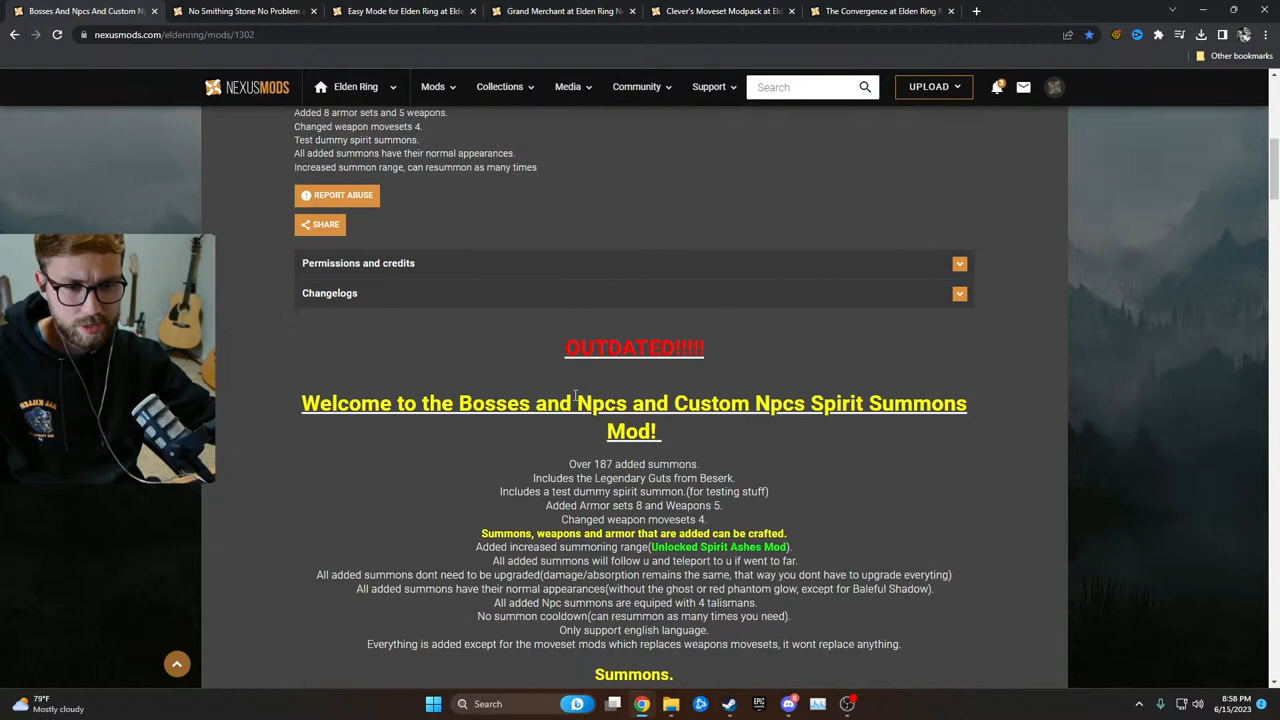 Bosses And Npcs And Custom N
No Smithing Stone No Problem a
Easy Mode for Elden Ring at Elde
Grand Merchant at Elden Ring N
Clever's Movset Modpack at Eld
The Convergence at Elden Ring
nexusmods.com/eldenring/mods/1302
Other bookmarks
NEXUSMODS
Elden Ring
Mods
Collections
Media
Community
Support
Search
UPLOAD
3
Added 8 armor sets and 5 weapons.
Changed weapon movesets 4.
Test dummy spirit summons.
All added summons have their normal appearances.
Increased summon range, can resummon as many times
REPORT ABUSE
SHARE
Permissions and credits
Changelogs
OUTDATED!!!!!
Welcome to the Bosses and Npcs and Custom Npcs Spirit Summons
Mod!
Over 187 added summons.
Includes the Legendary Guts from Beserk.
Includes a test dummy spirit summon.(for testing stuff)
Added Armor sets 8 and Weapons 5.
Changed weapon movesets 4.
Summons, weapons and armor that are added can be crafted.
Added increased summoning range(Unlocked Spirit Ashes Mod).
All added summons will follow u and teleport to u if went to far.
All added summons dont need to be upgraded(damage/absorption remains the same, that way you dont have to upgrade everyting)
All added summons have their normal appearances(without the ghost or red phantom glow, except for Baleful Shadow).
All added Npc summons are equiped with 4 talismans.
No summon cooldown(can resummon as many times you need).
Only support english language.
Everything is added except for the moveset mods which replaces weapons movesets, it wont replace anything.
Summons.
79°F
Mostly cloudy
Search
EPIC
8
8:58 PM
6/15/2023
2